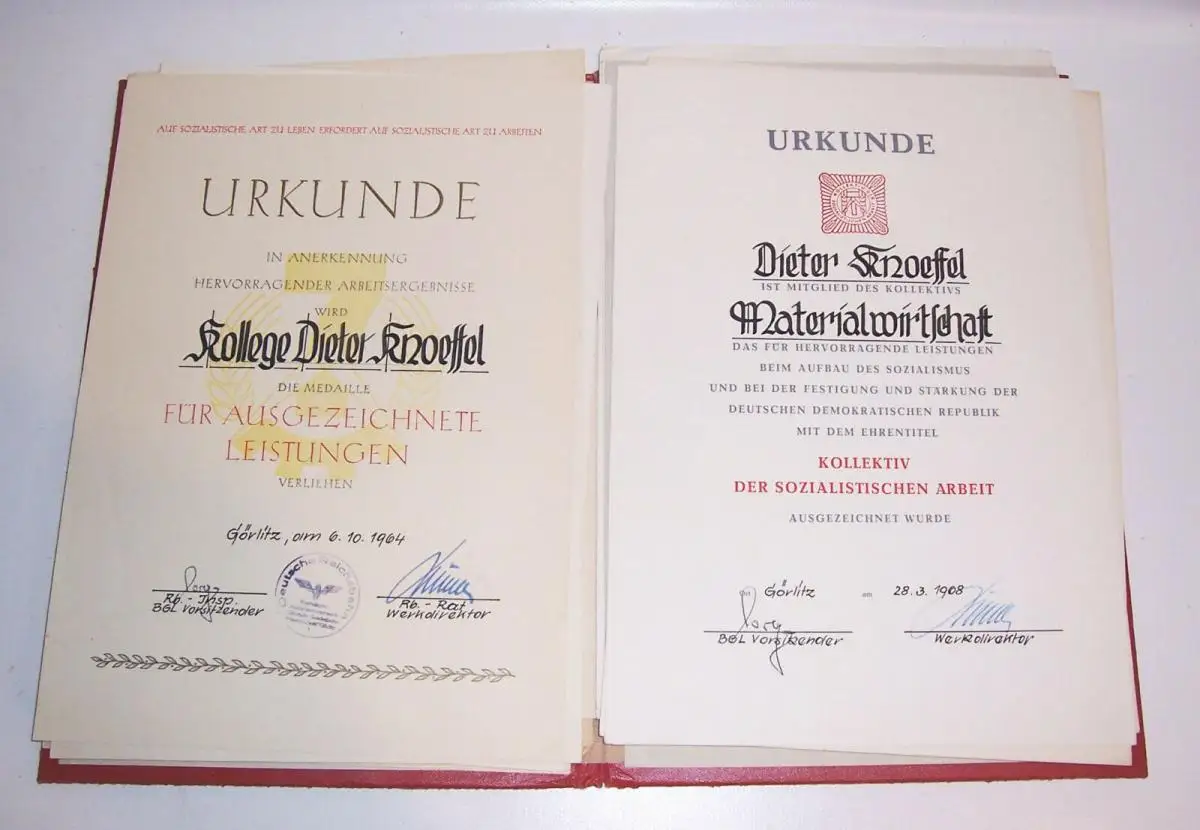 AUF SOZIALISTISCHE ART ZU LEBEN ERFORDERT AUF SOZIALISTISCHE ART ZU ARBEITEN
URKUNDE
IN ANERKENNUNG
HERVORRAGENDER ARBEITSERGEBNISSE
WIRD
Kollege Dieter Knoeffel
DIE MEDAILLE
FÜR AUSGEZEICHNETE
LEISTUNGEN
VERLIEHEN
Görlitz, am 6.10.1964
Rb.-Insp.
BGL Vorsitzender
Deutsche Reichsbahn
Rb.-Rat
Werkdirektor
URKUNDE
Dieter Knoeffel
IST MITGLIED DES KOLLEKTIVS
Materialwirtschaft
DAS FÜR HERVORRAGENDE LEISTUNGEN
BEIM AUFBAU DES SOZIALISMUS
UND BEI DER FESTIGUNG UND STÄRKUNG DER
DEUTSCHEN DEMOKRATISCHEN REPUBLIK
MIT DEM EHRENTITEL
KOLLEKTIV
DER SOZIALISTISCHEN ARBEIT
AUSGEZEICHNET WURDE
Görlitz am 28.3.1968
BGL Vorsitzender
Werkdirektor